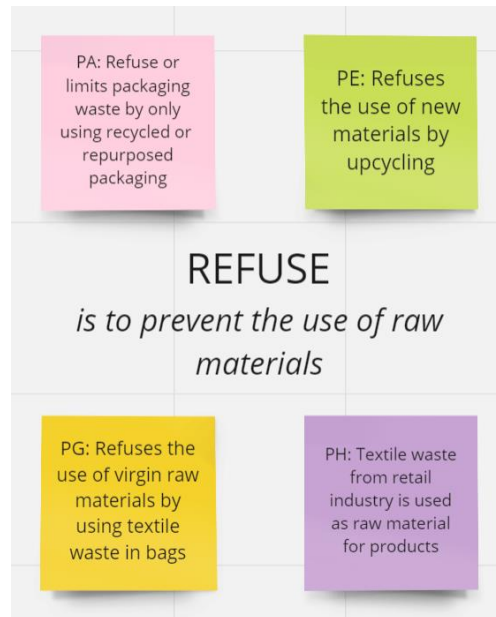 PA: Refuse or
limits packaging
waste by only
using recycled or
repurposed
packaging
PE: Refuses
the use of new
materials by
upcycling
REFUSE
is to prevent the use of raw
materials
PG: Refuses the
use of virgin raw
materials by
using textile
waste in bags
PH: Textile waste
from retail
industry is used
as raw material
for products